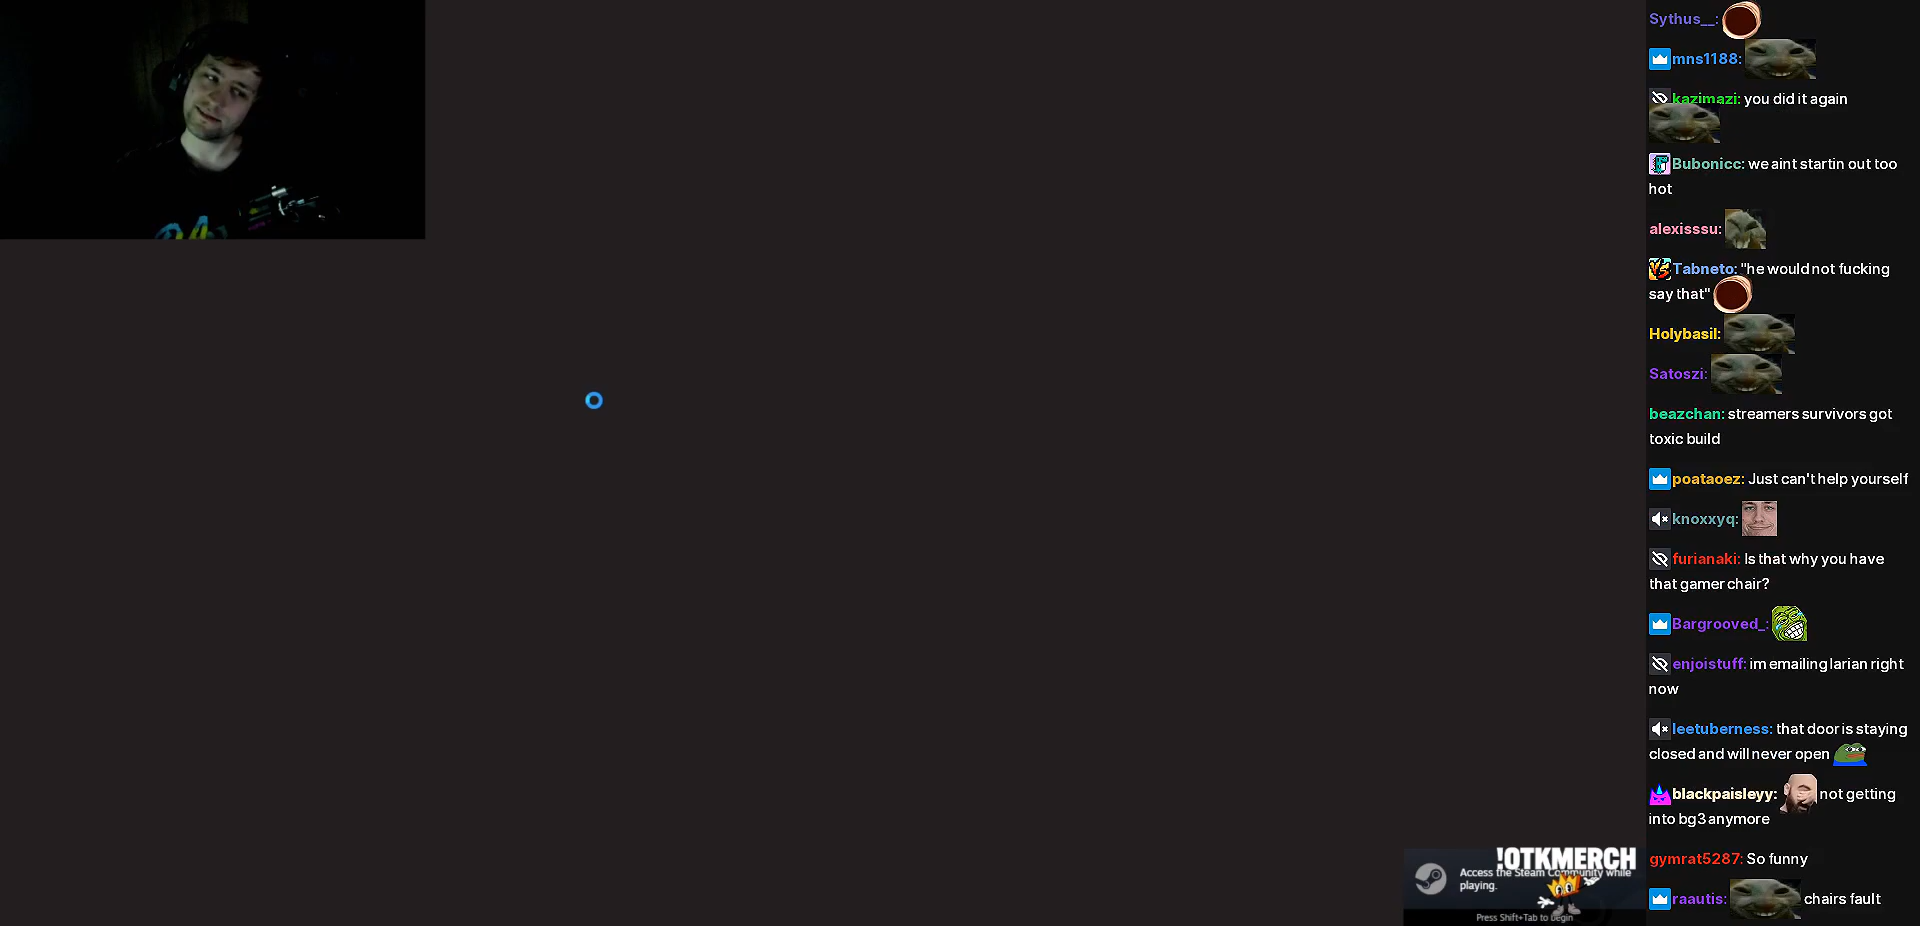 Sythus__:
mns1188:
kazimazi: you did it again
Bubonicc: we aint startin out too
hot
alexisssu:
Tabneto: "he would not fucking
say that"
Holybasil:
Satoszi:
beazchan: streamers survivors got
toxic build
poataoez: Just can't help yourself
knoxxyq:
furianaki: Is that why you have
that gamer chair?
Bargrooved_:
enjoistuff: im emailing larian right
now
leetuberness: that door is staying
closed and will never open
blackpaisleyy: not getting
into bg3 anymore
gymrat5287: So funny
raautis: chairs fault
!OTKMERCH
Access the Steam Community while
playing.
Press Shift+Tab to begin